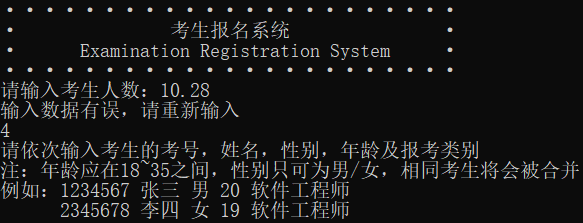 考生报名系统
Examination Registration System
请输入考生人数：10.28
输入数据有误，请重新输入
4
请依次输入考生的考号，姓名，性别，年龄及报考类别
注：年龄应在18~35之间，性别只可为男/女，相同考生将会被合并
例如：1234567 张三 男 20 软件工程师
2345678 李四 女 19 软件工程师